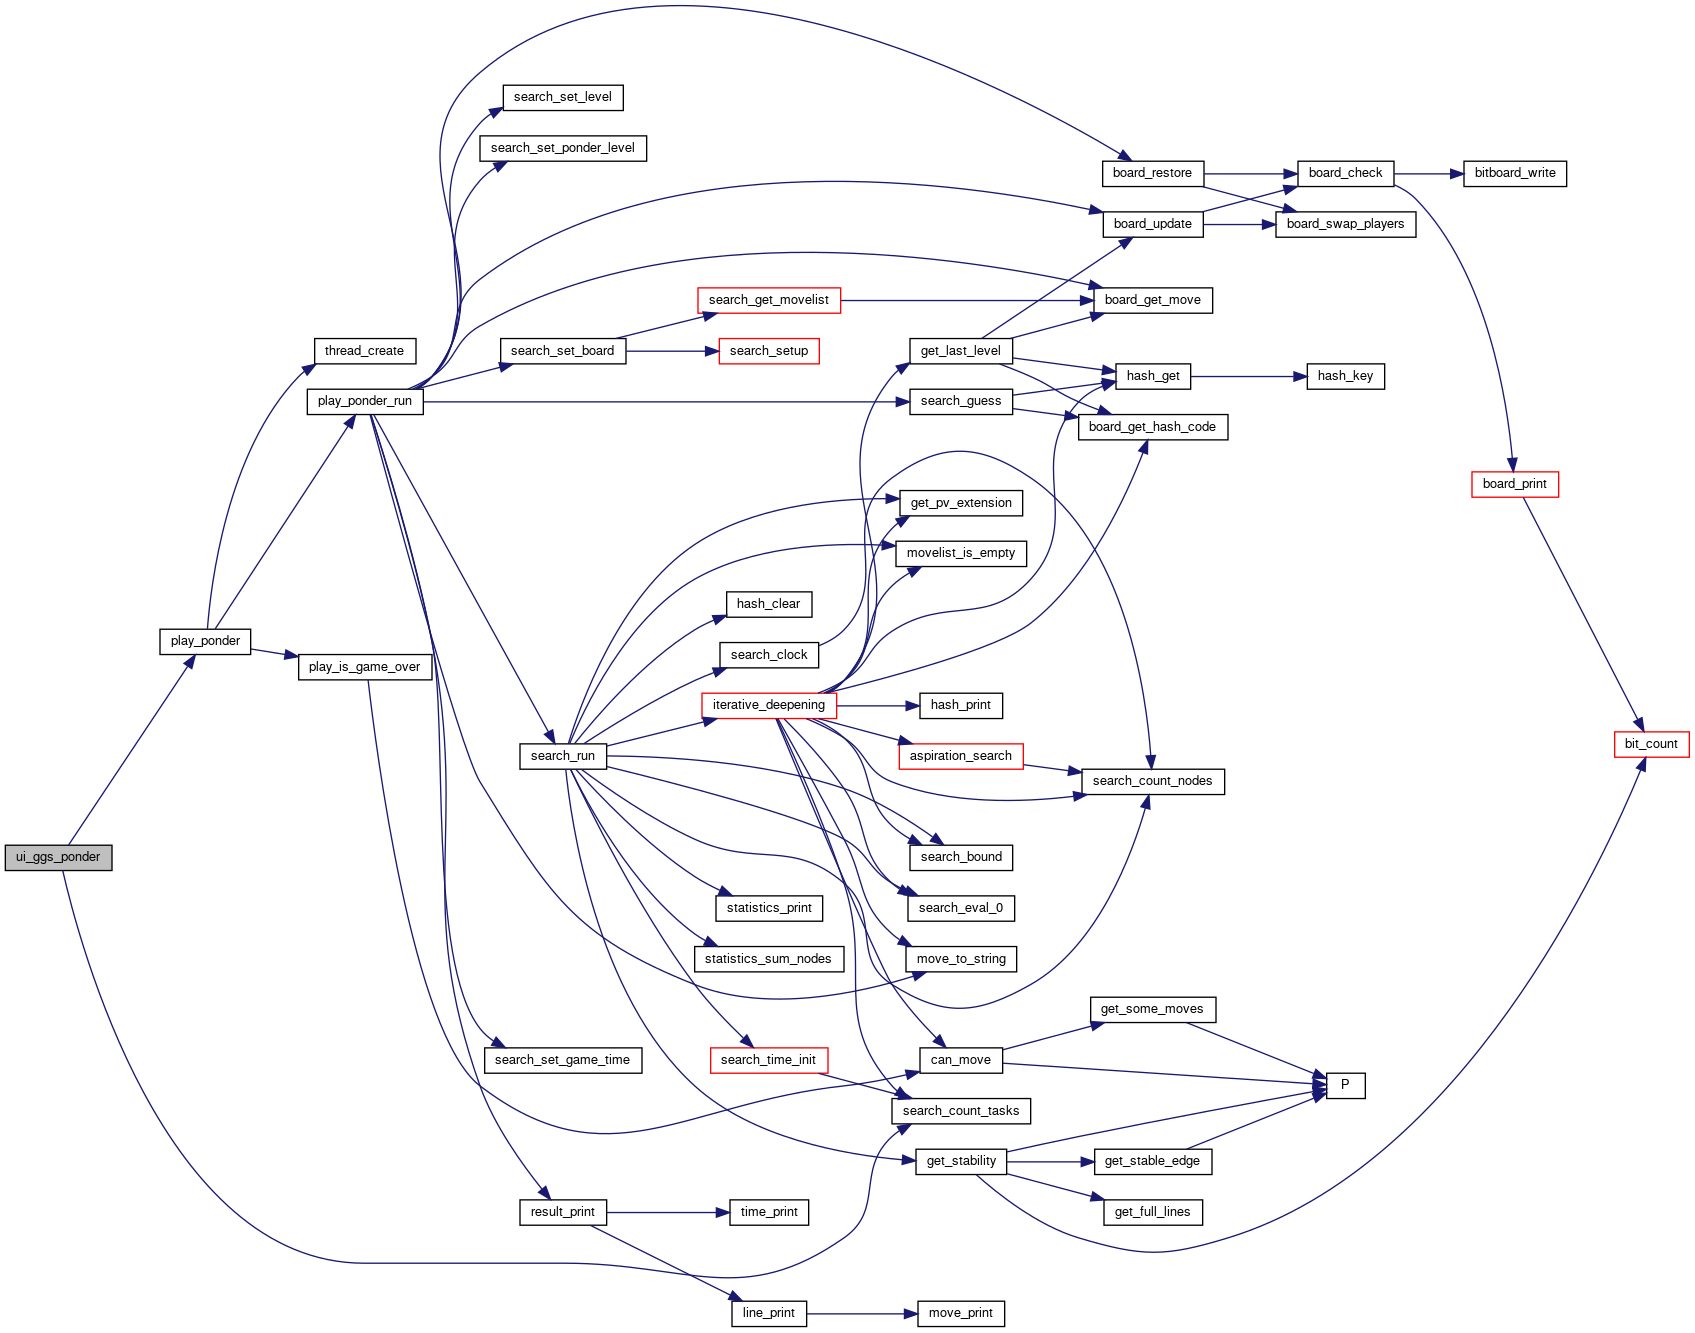 search_set_level
search_set_ponder_level
board_restore
board_check
bitboard_write
board_update
board_swap_players
search_get_movelist
board_get_move
thread_create
search_set_board
search_setup
get_last_level
hash_get
hash_key
play_ponder_run
search_guess
board_get_hash_code
board_print
get_pv_extension
movelist_is_empty
hash_clear
play_ponder
search_clock
play_is_game_over
iterative_deepening
hash_print
search_run
aspiration_search
search_count_nodes
bit_count
ui_ggs_ponder
search_bound
statistics_print
search_eval_0
statistics_sum_nodes
move_to_string
get_some_moves
search_set_game_time
search_time_init
can_move
P
search_count_tasks
get_stability
get_stable_edge
result_print
time_print
get_full_lines
line_print
move_print